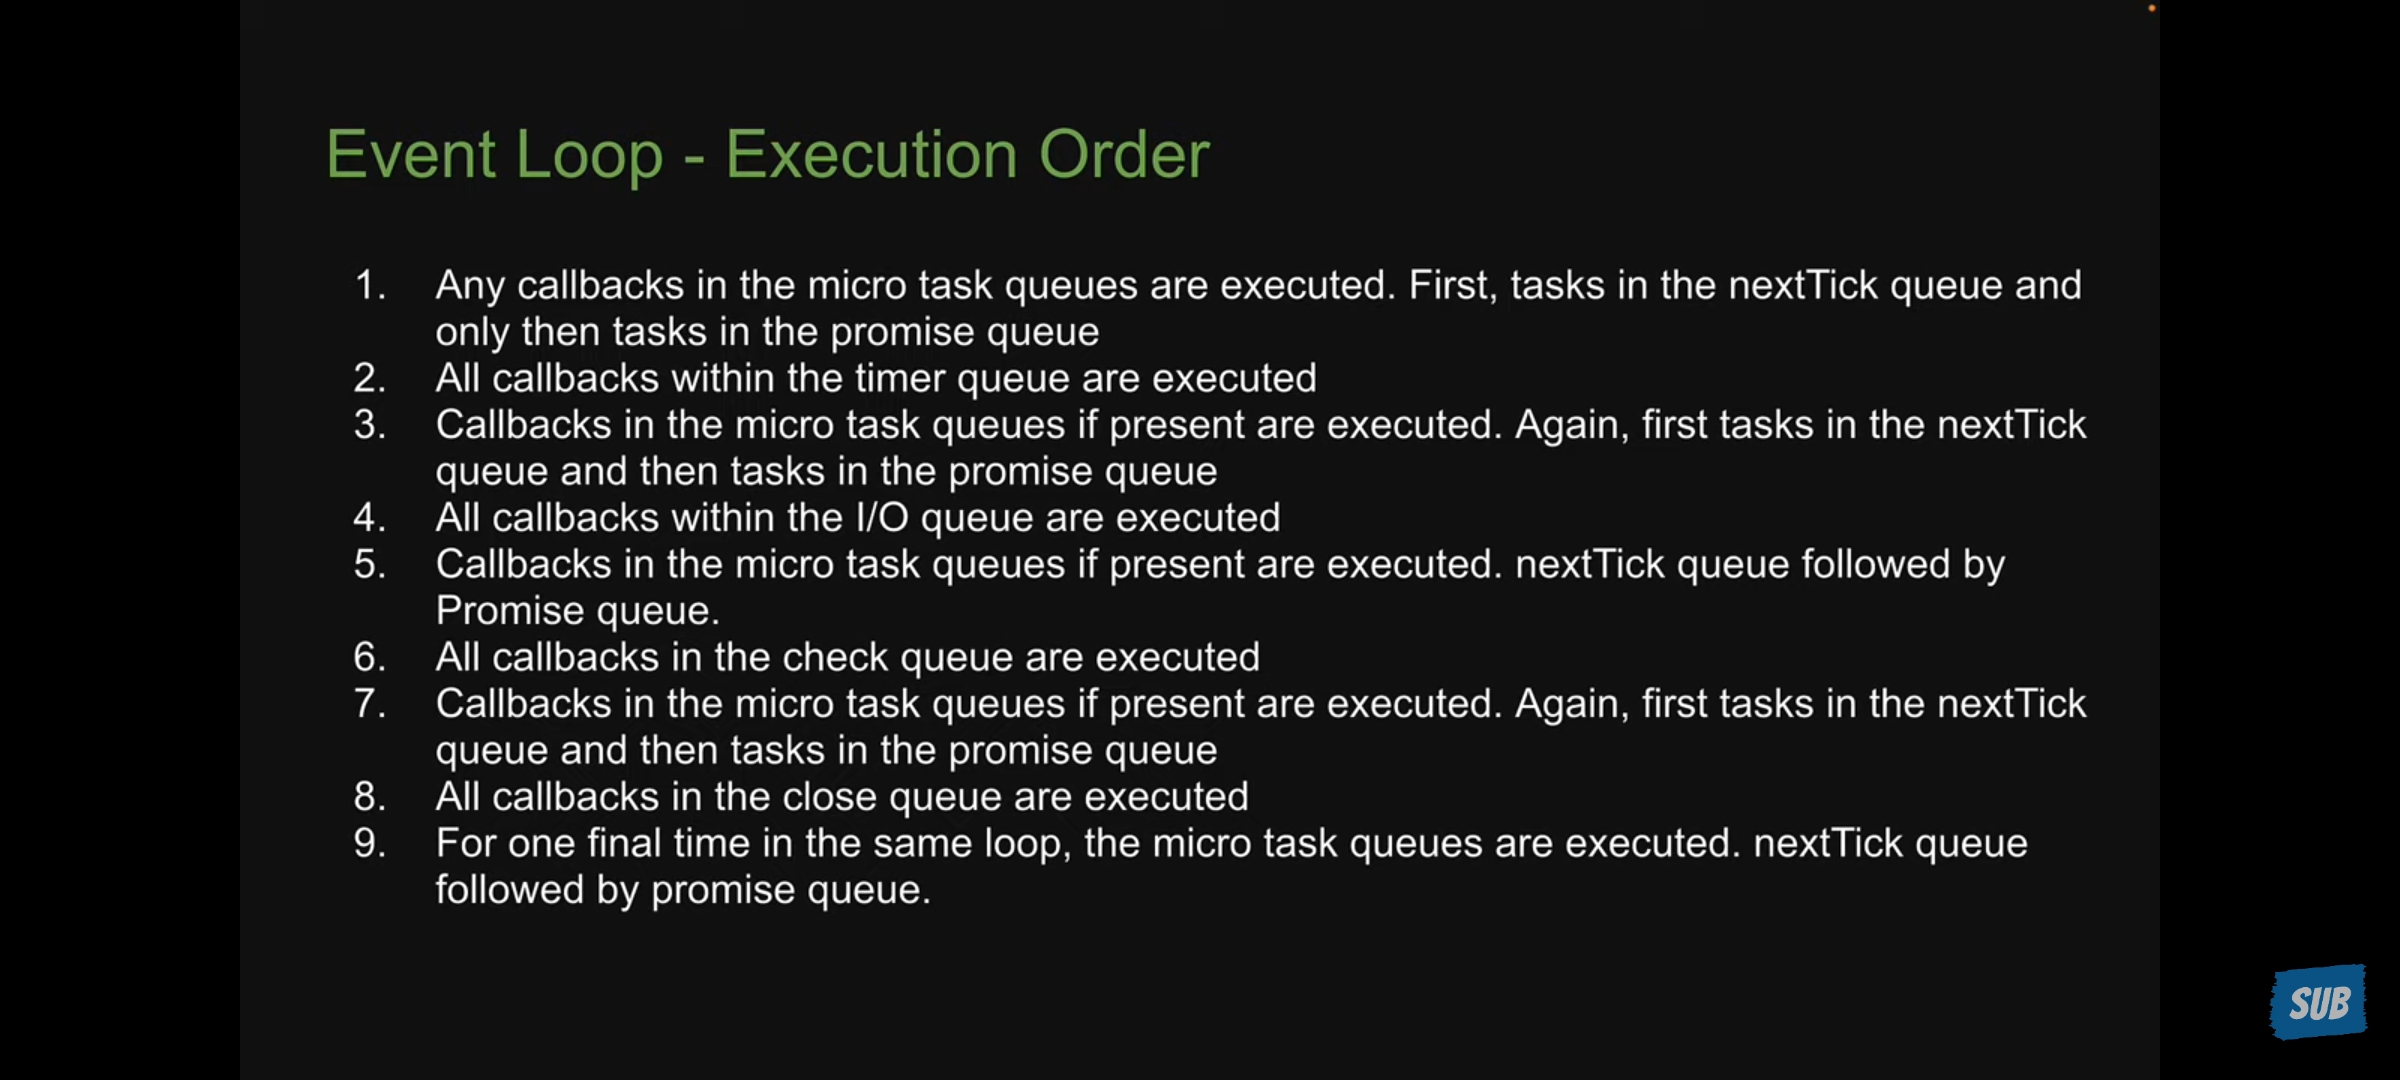 Event Loop - Execution Order
1. Any callbacks in the micro task queues are executed. First, tasks in the nextTick queue and
only then tasks in the promise queue
2. All callbacks within the timer queue are executed
3. Callbacks in the micro task queues if present are executed. Again, first tasks in the nextTick
queue and then tasks in the promise queue
4. All callbacks within the I/O queue are executed
5. Callbacks in the micro task queues if present are executed. nextTick queue followed by
Promise queue.
6. All callbacks in the check queue are executed
7. Callbacks in the micro task queues if present are executed. Again, first tasks in the nextTick
queue and then tasks in the promise queue
8. All callbacks in the close queue are executed
9. For one final time in the same loop, the micro task queues are executed. nextTick queue
followed by promise queue.
SUB